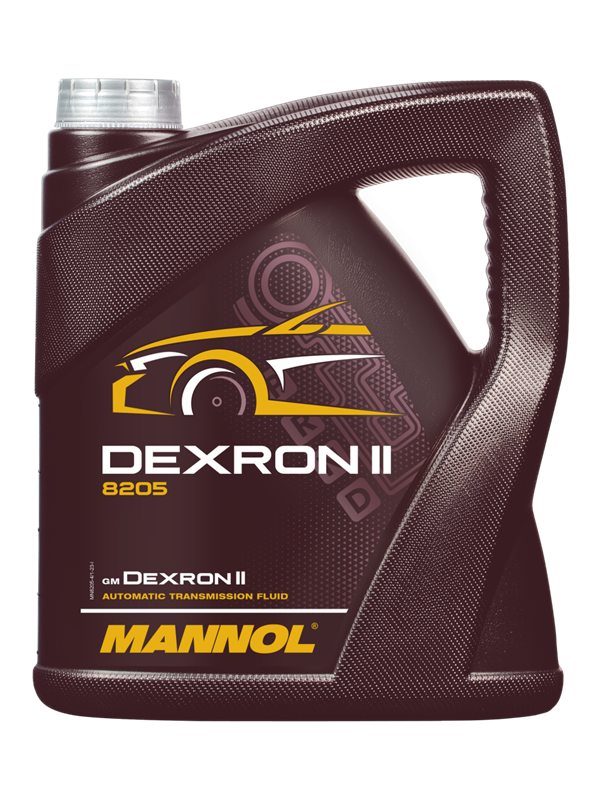 DEXRON II
8205
GM DEXRON II
AUTOMATIC TRANSMISSION FLUID
MANNOL®